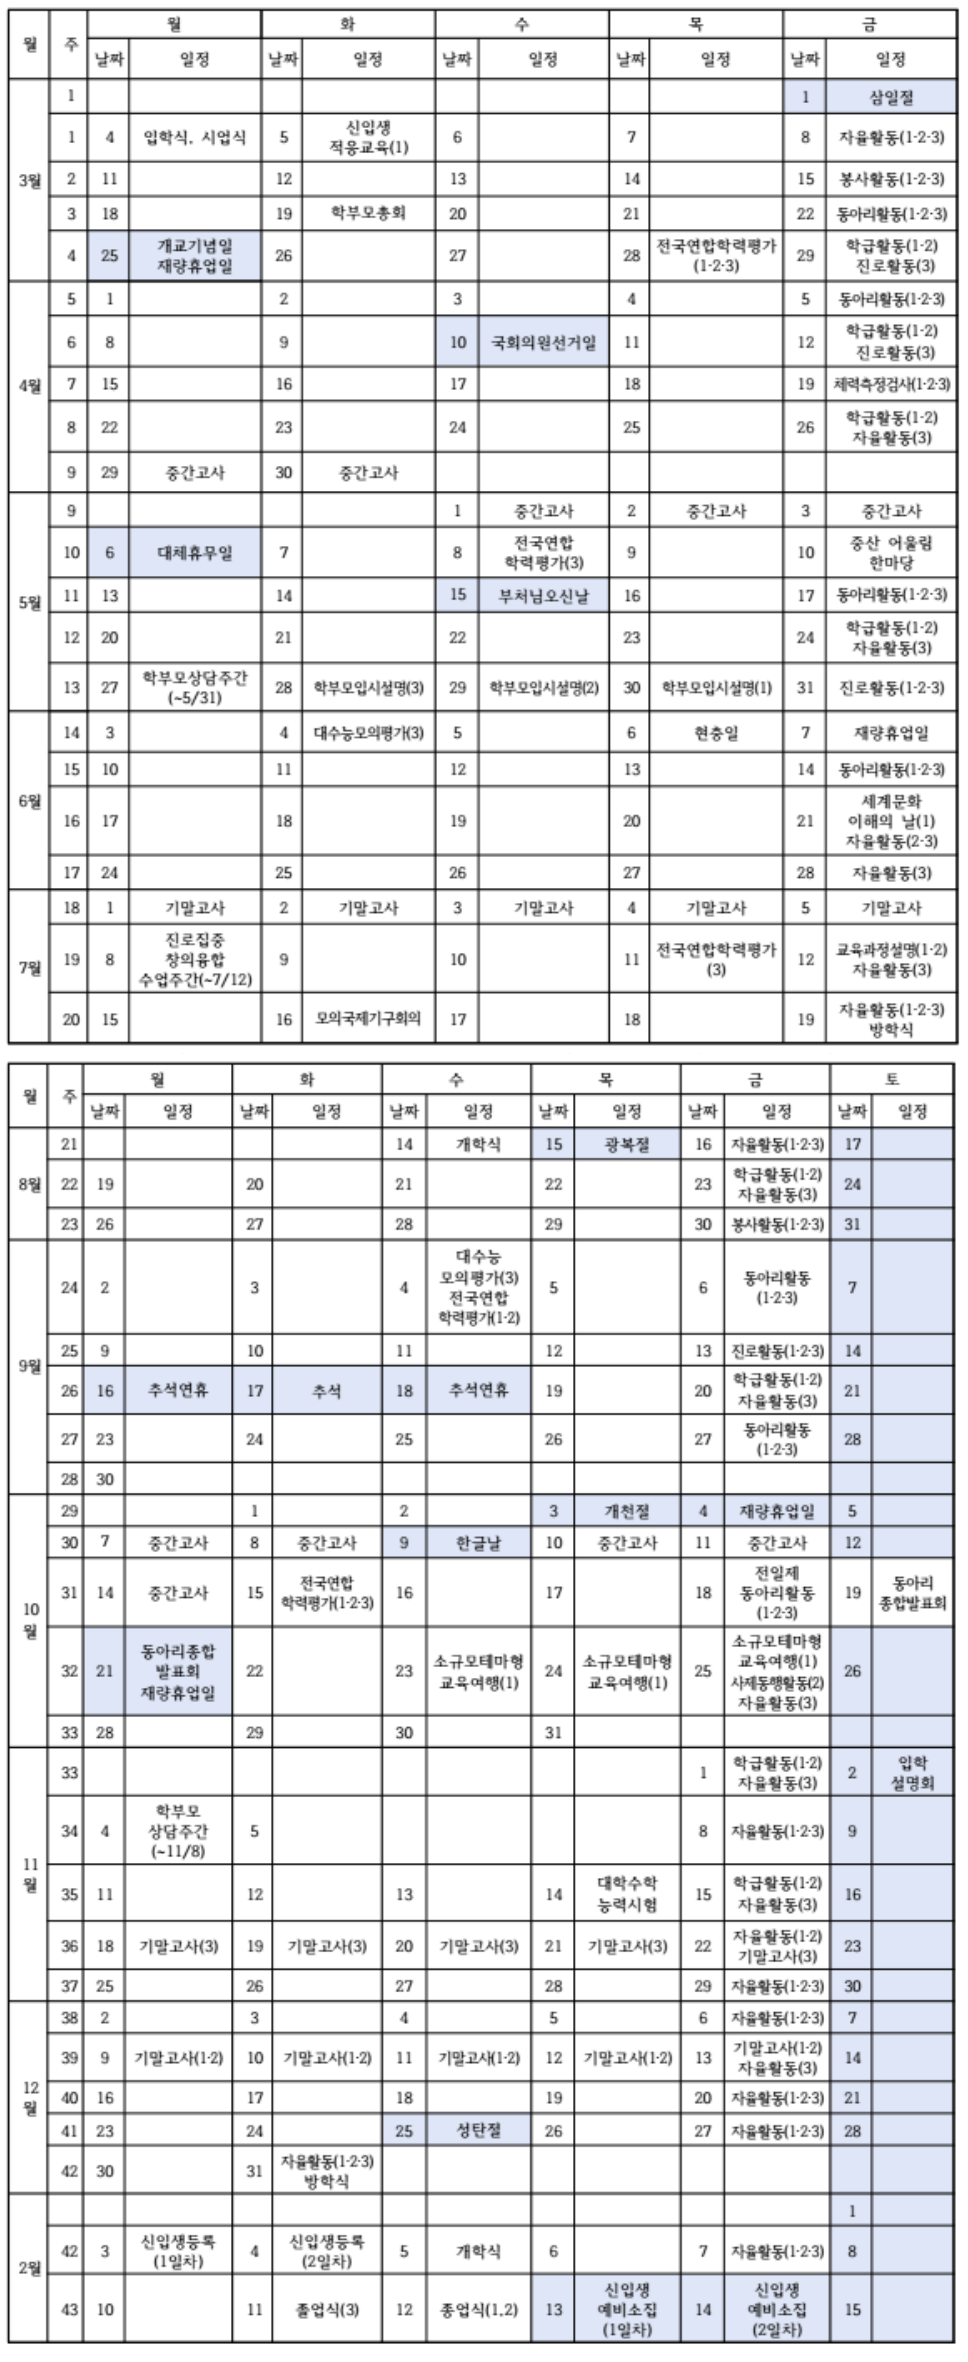 월 주 월 화 수 목 금
날짜 일정 날짜 일정 날짜 일정 날짜 일정 날짜 일정
3월
1 1 삼일절
1 4 입학식, 시업식 5 신입생 6 7 8 자율활동(1·2·3)
적응교육(1)
2 11 12 13 14 15 봉사활동(1·2·3)
3 18 19 학부모총회 20 21 22 동아리활동(1·2·3)
4 25 개교기념일 26 27 28 전국연합학력평가 29 학급활동(1·2)
재량휴업일 (1·2·3) 진로활동(3)
4월
5 1 2 3 4 5 동아리활동(1·2·3)
6 8 9 10 국회의원선거일 11 12 학급활동(1·2)
진로활동(3)
7 15 16 17 18 19 체력측정검사(1·2·3)
8 22 23 24 25 26 학급활동(1·2)
자율활동(3)
9 29 중간고사 30 중간고사
5월
9 1 중간고사 2 중간고사 3 중간고사
10 6 대체휴무일 7 8 전국연합 9 10 중산 어울림
학력평가(3) 한마당
11 13 14 15 부처님오신날 16 17 동아리활동(1·2·3)
12 20 21 22 23 24 학급활동(1·2)
자율활동(3)
13 27 학부모상담주간 28 학부모입시설명(3) 29 학부모입시설명(2) 30 학부모입시설명(1) 31 진로활동(1·2·3)
(~5/31)
6월
14 3 4 대수능모의평가(3) 5 6 현충일 7 재량휴업일
15 10 11 12 13 14 동아리활동(1·2·3)
16 17 18 19 20 21 세계문화
이해의 날(1)
자율활동(2·3)
17 24 25 26 27 28 자율활동(3)
7월
18 1 기말고사 2 기말고사 3 기말고사 4 기말고사 5 기말고사
19 8 진로집중 9 10 11 전국연합학력평가 12 교육과정설명(1·2)
창의융합 (3) 자율활동(3)
수업주간(~7/12)
20 15 16 모의국제기구회의 17 18 19 자율활동(1·2·3)
방학식
월 주 월 화 수 목 금 토
날짜 일정 날짜 일정 날짜 일정 날짜 일정 날짜 일정 날짜 일정
8월
21 14 개학식 15 광복절 16 자율활동(1·2·3) 17
22 19 20 21 22 23 학급활동(1·2) 24
자율활동(3)
23 26 27 28 29 30 봉사활동(1·2·3) 31
9월
24 2 3 4 대수능 5 6 동아리활동 7
모의평가(3) (1·2·3)
전국연합
학력평가(1·2)
25 9 10 11 12 13 진로활동(1·2·3) 14
26 16 추석연휴 17 추석 18 추석연휴 19 20 학급활동(1·2) 21
자율활동(3)
27 23 24 25 26 27 동아리활동 28
(1·2·3)
28 30
10
월
29 1 2 3 개천절 4 재량휴업일 5
30 7 중간고사 8 중간고사 9 한글날 10 중간고사 11 중간고사 12
31 14 중간고사 15 전국연합 16 17 18 전일제 19 동아리
학력평가(1·2·3) 동아리활동 종합발표회
(1·2·3)
32 21 동아리종합 22 23 소규모테마형 24 소규모테마형 25 소규모테마형 26
발표회 교육여행(1) 교육여행(1) 교육여행(1)
재량휴업일 사제동행활동(2)
자율활동(3)
33 28 29 30 31
11
월
33 1 학급활동(1·2) 2 입학
자율활동(3) 설명회
34 4 학부모 5 8 자율활동(1·2·3) 9
상담주간
(~11/8)
35 11 12 13 14 대학수학 15 학급활동(1·2) 16
능력시험 자율활동(3)
36 18 기말고사(3) 19 기말고사(3) 20 기말고사(3) 21 기말고사(3) 22 자율활동(1·2) 23
기말고사(3)
37 25 26 27 28 29 자율활동(1·2·3) 30
12
월
38 2 3 4 5 6 자율활동(1·2·3) 7
39 9 기말고사(1·2) 10 기말고사(1·2) 11 기말고사(1·2) 12 기말고사(1·2) 13 기말고사(1·2) 14
자율활동(3)
40 16 17 18 19 20 자율활동(1·2·3) 21
41 23 24 25 성탄절 26 27 자율활동(1·2·3) 28
42 30 31 자율활동(1·2·3)
방학식
2월
1
42 3 신입생등록 4 신입생등록 5 개학식 6 7 자율활동(1·2·3) 8
(1일차) (2일차)
43 10 11 졸업식(3) 12 종업식(1,2) 13 신입생 14 신입생 15
예비소집 예비소집
(1일차) (2일차)